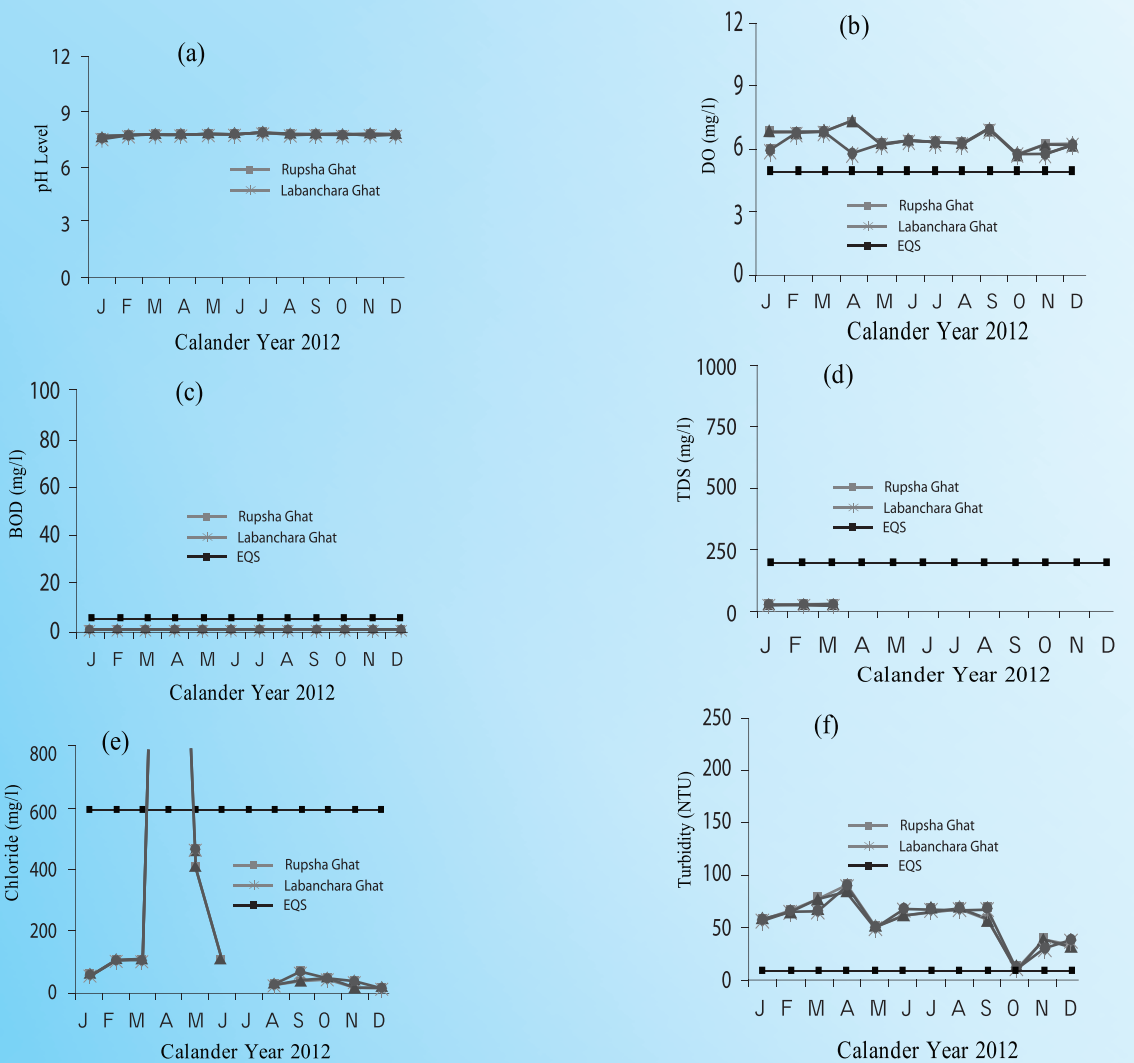 (a)
12
9
6
3
0
pH Level
Rupsha Ghat
Labanchara Ghat
J F M A M J J A S O N D
Calander Year 2012
(b)
12
9
6
3
0
DO (mg/l)
Rupsha Ghat
Labanchara Ghat
EQS
J F M A M J J A S O N D
Calander Year 2012
(c)
100
80
60
40
20
0
BOD (mg/l)
Rupsha Ghat
Labanchara Ghat
EQS
J F M A M J J A S O N D
Calander Year 2012
(d)
1000
750
500
250
0
TDS (mg/l)
Rupsha Ghat
Labanchara Ghat
EQS
J F M A M J J A S O N D
Calander Year 2012
(e)
800
600
400
200
0
Chloride (mg/l)
Rupsha Ghat
Labanchara Ghat
EQS
J F M A M J J A S O N D
Calander Year 2012
(f)
250
200
150
100
50
0
Turbidity (NTU)
Rupsha Ghat
Labanchara Ghat
EQS
J F M A M J J A S O N D
Calander Year 2012